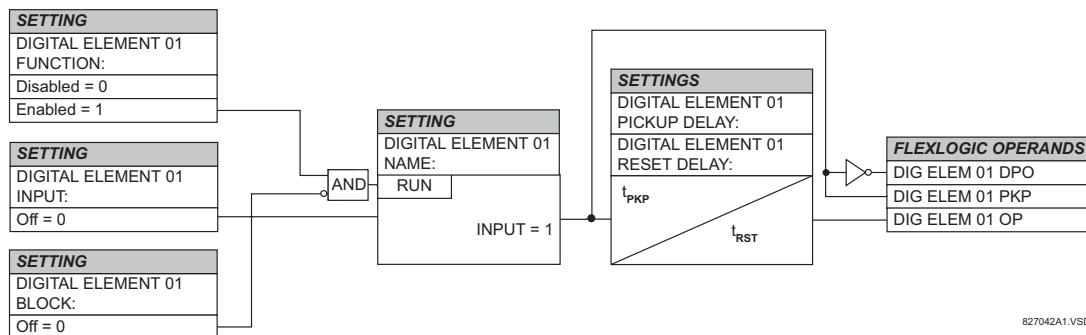 SETTING
DIGITAL ELEMENT 01
FUNCTION:
Disabled = 0
Enabled = 1
SETTING
DIGITAL ELEMENT 01
INPUT:
Off = 0
SETTING
DIGITAL ELEMENT 01
BLOCK:
Off = 0
AND
SETTING
DIGITAL ELEMENT 01
NAME:
RUN
INPUT = 1
SETTINGS
DIGITAL ELEMENT 01
PICKUP DELAY:
DIGITAL ELEMENT 01
RESET DELAY:
tPKP
tRST
FLEXLOGIC OPERANDS
DIG ELEM 01 DPO
DIG ELEM 01 PKP
DIG ELEM 01 OP
827042A1.VSD